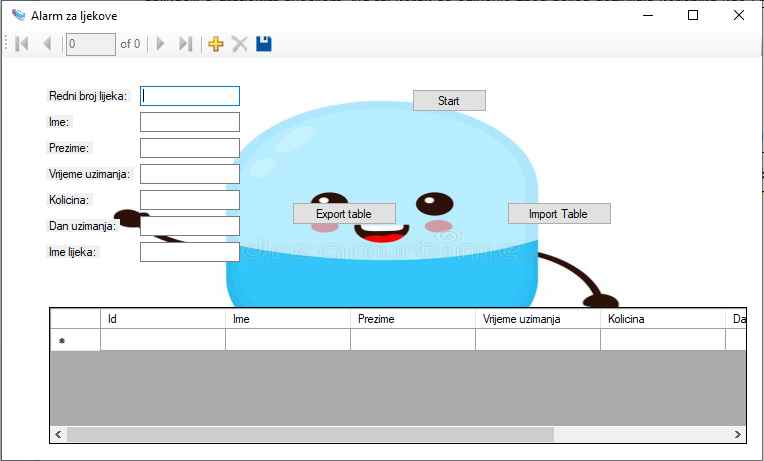 Alarm za ljekove
0 of 0
Redni broj lijeka:
Start
Ime:
Prezime:
Vrijeme uzimanja:
Kolicina:
Export table
Import Table
Dan uzimanja:
Ime lijeka:
dreamstime
Id Ime Prezime Vrijeme uzimanja Kolicina Da